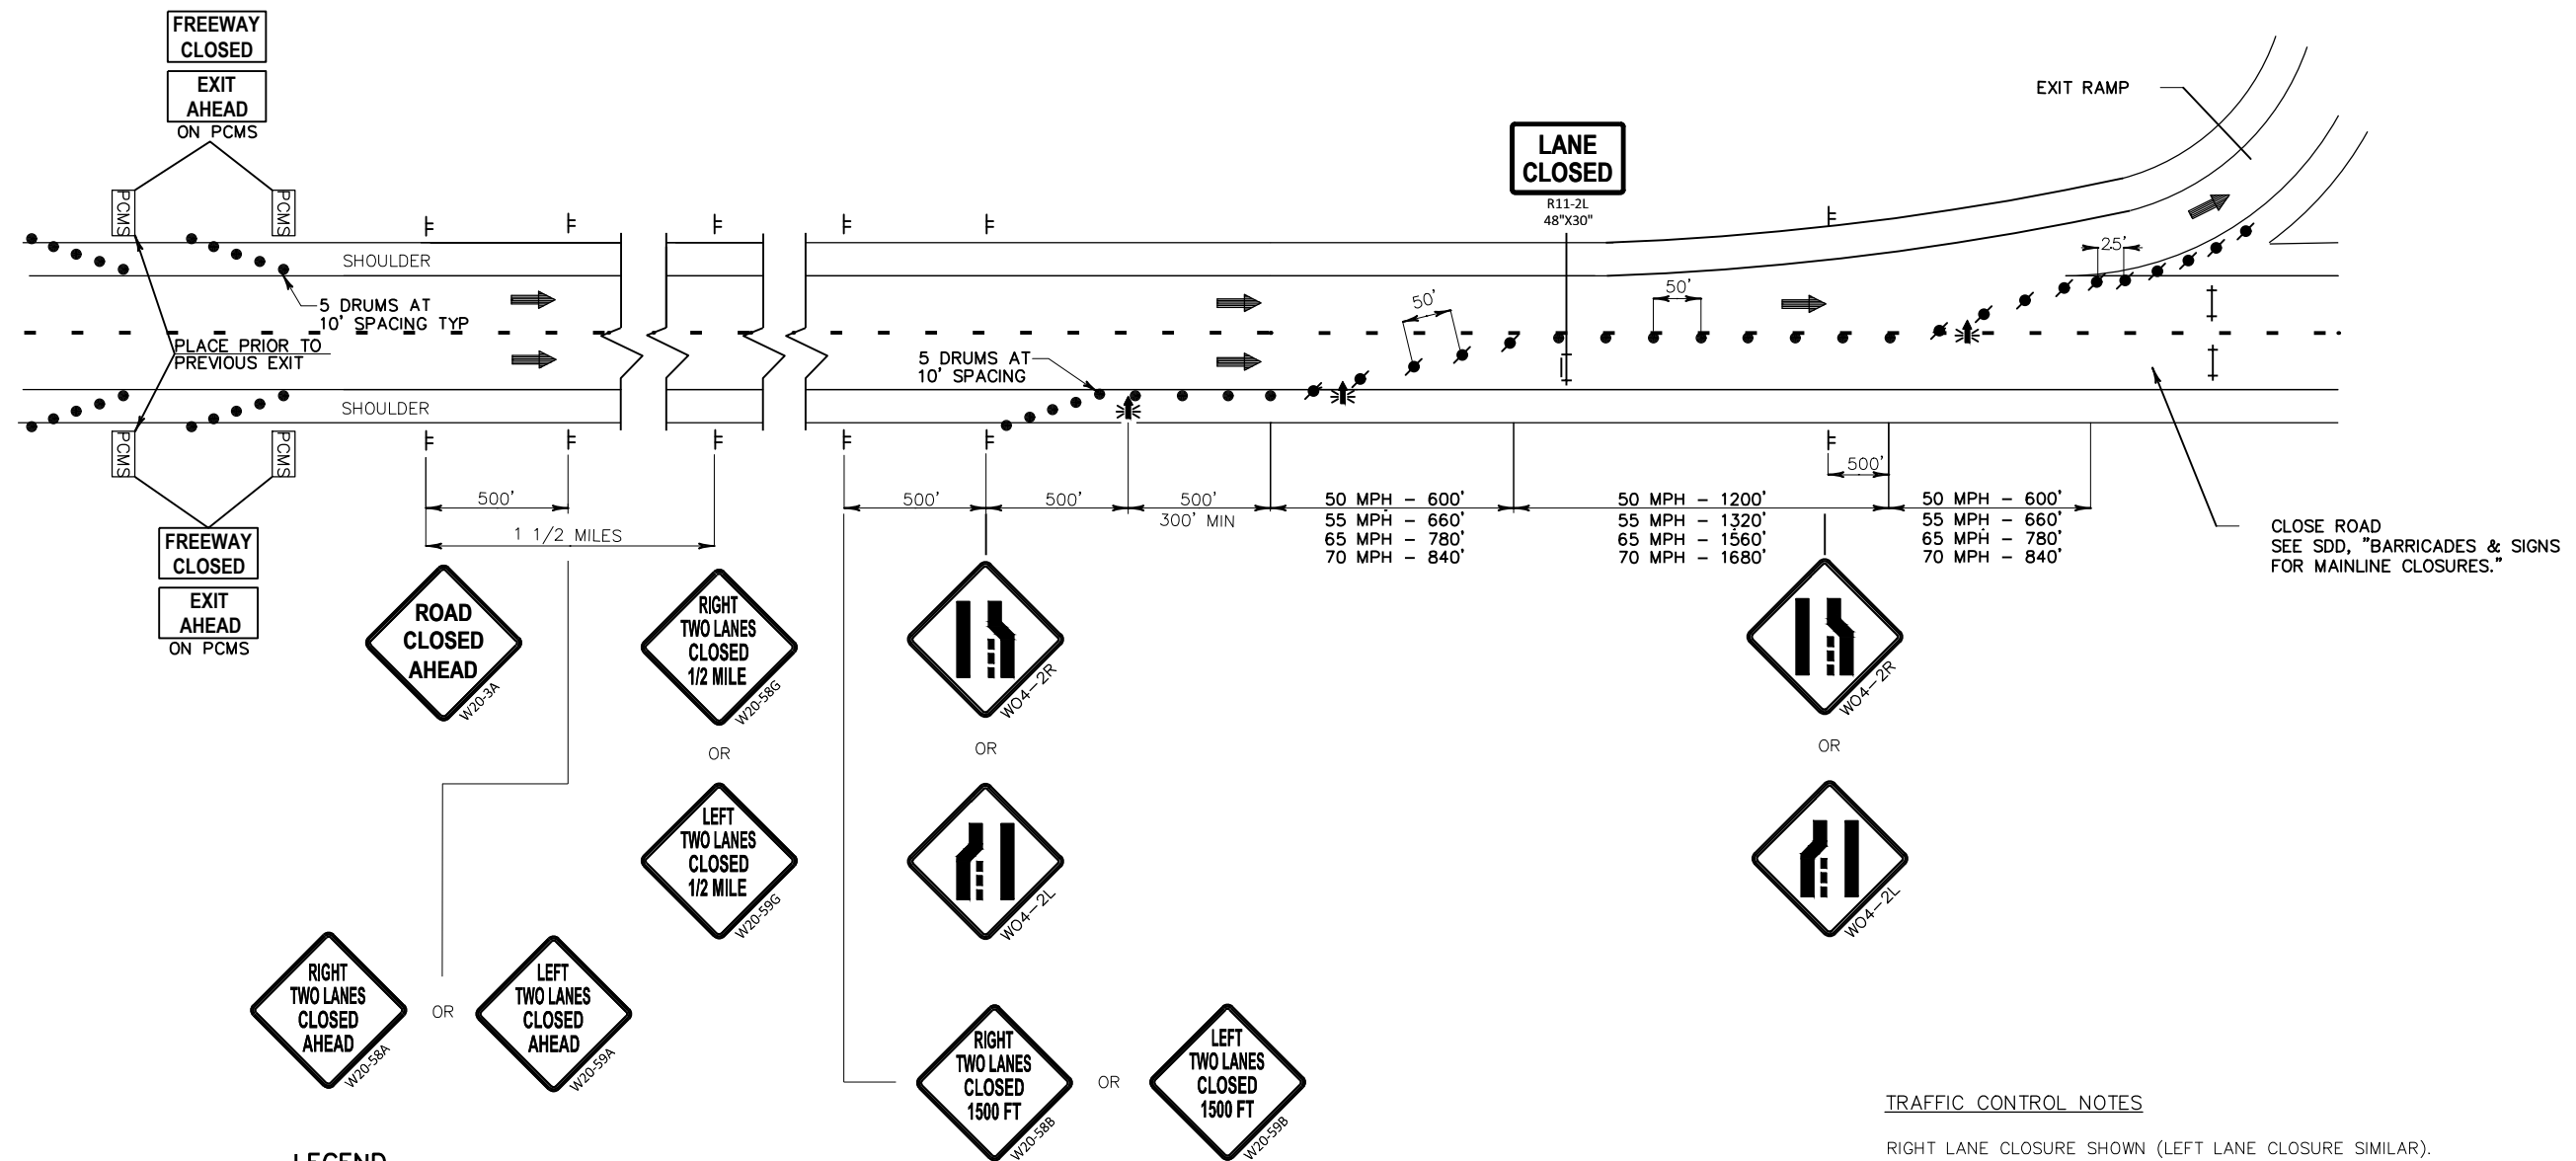 FREEWAY
CLOSED
EXIT
AHEAD
ON PCMS
PCMS
PCMS
SHOULDER
5 DRUMS AT
10' SPACING TYP
PLACE PRIOR TO
PREVIOUS EXIT
SHOULDER
PCMS
PCMS
FREEWAY
CLOSED
EXIT
AHEAD
ON PCMS
5 DRUMS AT
10' SPACING
LANE
CLOSED
R11-2L
48"X30"
50'
50'
25'
EXIT RAMP
500'
1 1/2 MILES
500'
500'
500'
300' MIN
50 MPH - 600'
55 MPH - 660'
65 MPH - 780'
70 MPH - 840'
50 MPH - 1200'
55 MPH - 1320'
65 MPH - 1560'
70 MPH - 1680'
500'
50 MPH - 600'
55 MPH - 660'
65 MPH - 780'
70 MPH - 840'
CLOSE ROAD
SEE SDD, "BARRICADES & SIGNS
FOR MAINLINE CLOSURES."
ROAD
CLOSED
AHEAD
W20-3A
RIGHT
TWO LANES
CLOSED
1/2 MILE
W20-58G
OR
LEFT
TWO LANES
CLOSED
1/2 MILE
W20-59G
WO4-2R
OR
WO4-2L
WO4-2R
OR
WO4-2L
RIGHT
TWO LANES
CLOSED
AHEAD
W20-58A
OR
LEFT
TWO LANES
CLOSED
AHEAD
W20-59A
RIGHT
TWO LANES
CLOSED
1500 FT
W20-58B
OR
LEFT
TWO LANES
CLOSED
1500 FT
W20-59B
TRAFFIC CONTROL NOTES
RIGHT LANE CLOSURE SHOWN (LEFT LANE CLOSURE SIMILAR).
LEGEND